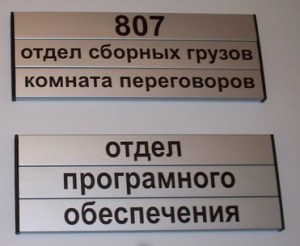 807
отдел сборных грузов
комната переговоров
отдел
програмного
обеспечения